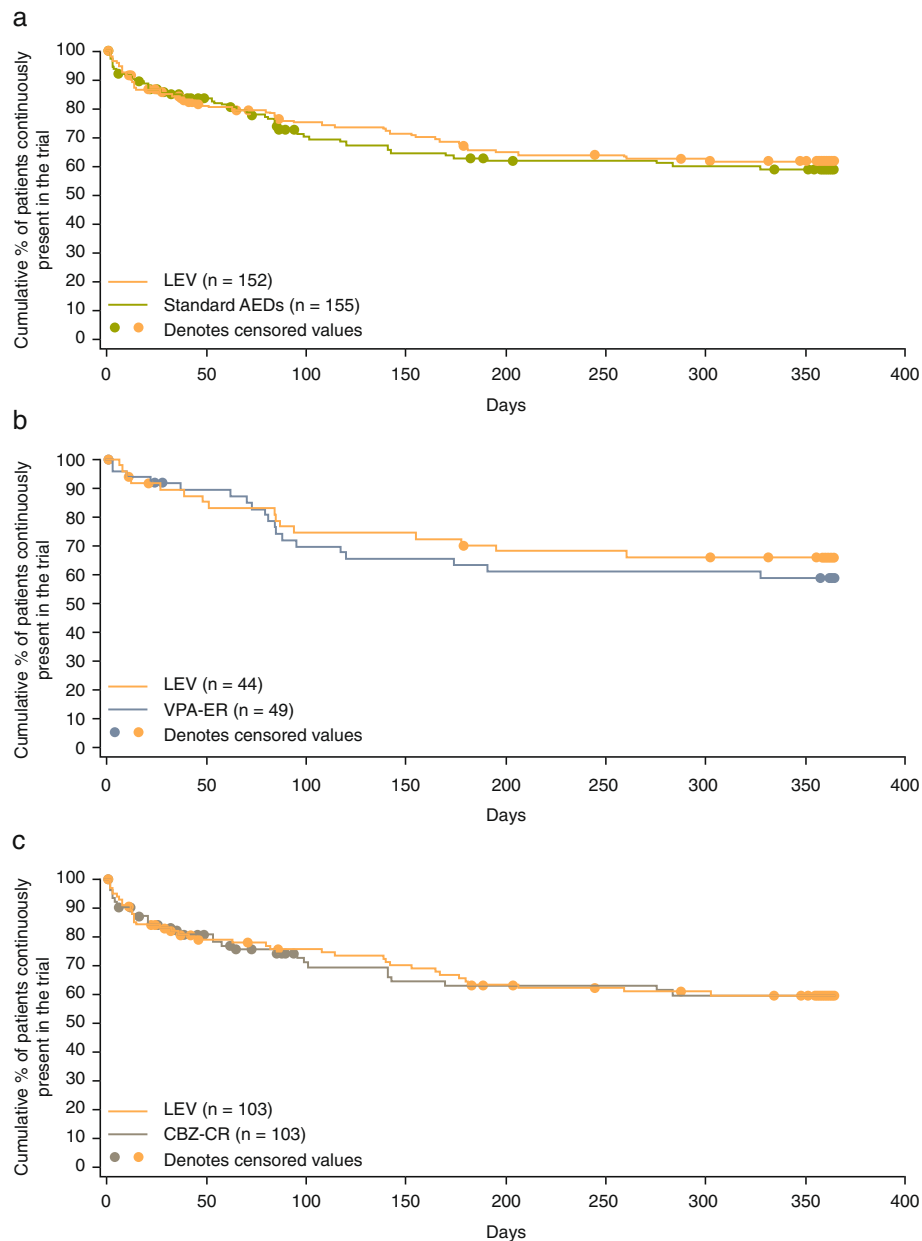 a
Cumulative % of patients continuously
present in the trial
100
90
80
70
60
50
40
30
20
10
0
LEV (n = 152)
Standard AEDs (n = 155)
Denotes censored values
0 50 100 150 200 250 300 350 400
Days
b
Cumulative % of patients continuously
present in the trial
100
90
80
70
60
50
40
30
20
10
0
LEV (n = 44)
VPA-ER (n = 49)
Denotes censored values
0 50 100 150 200 250 300 350 400
Days
c
Cumulative % of patients continuously
present in the trial
100
90
80
70
60
50
40
30
20
10
0
LEV (n = 103)
CBZ-CR (n = 103)
Denotes censored values
0 50 100 150 200 250 300 350 400
Days